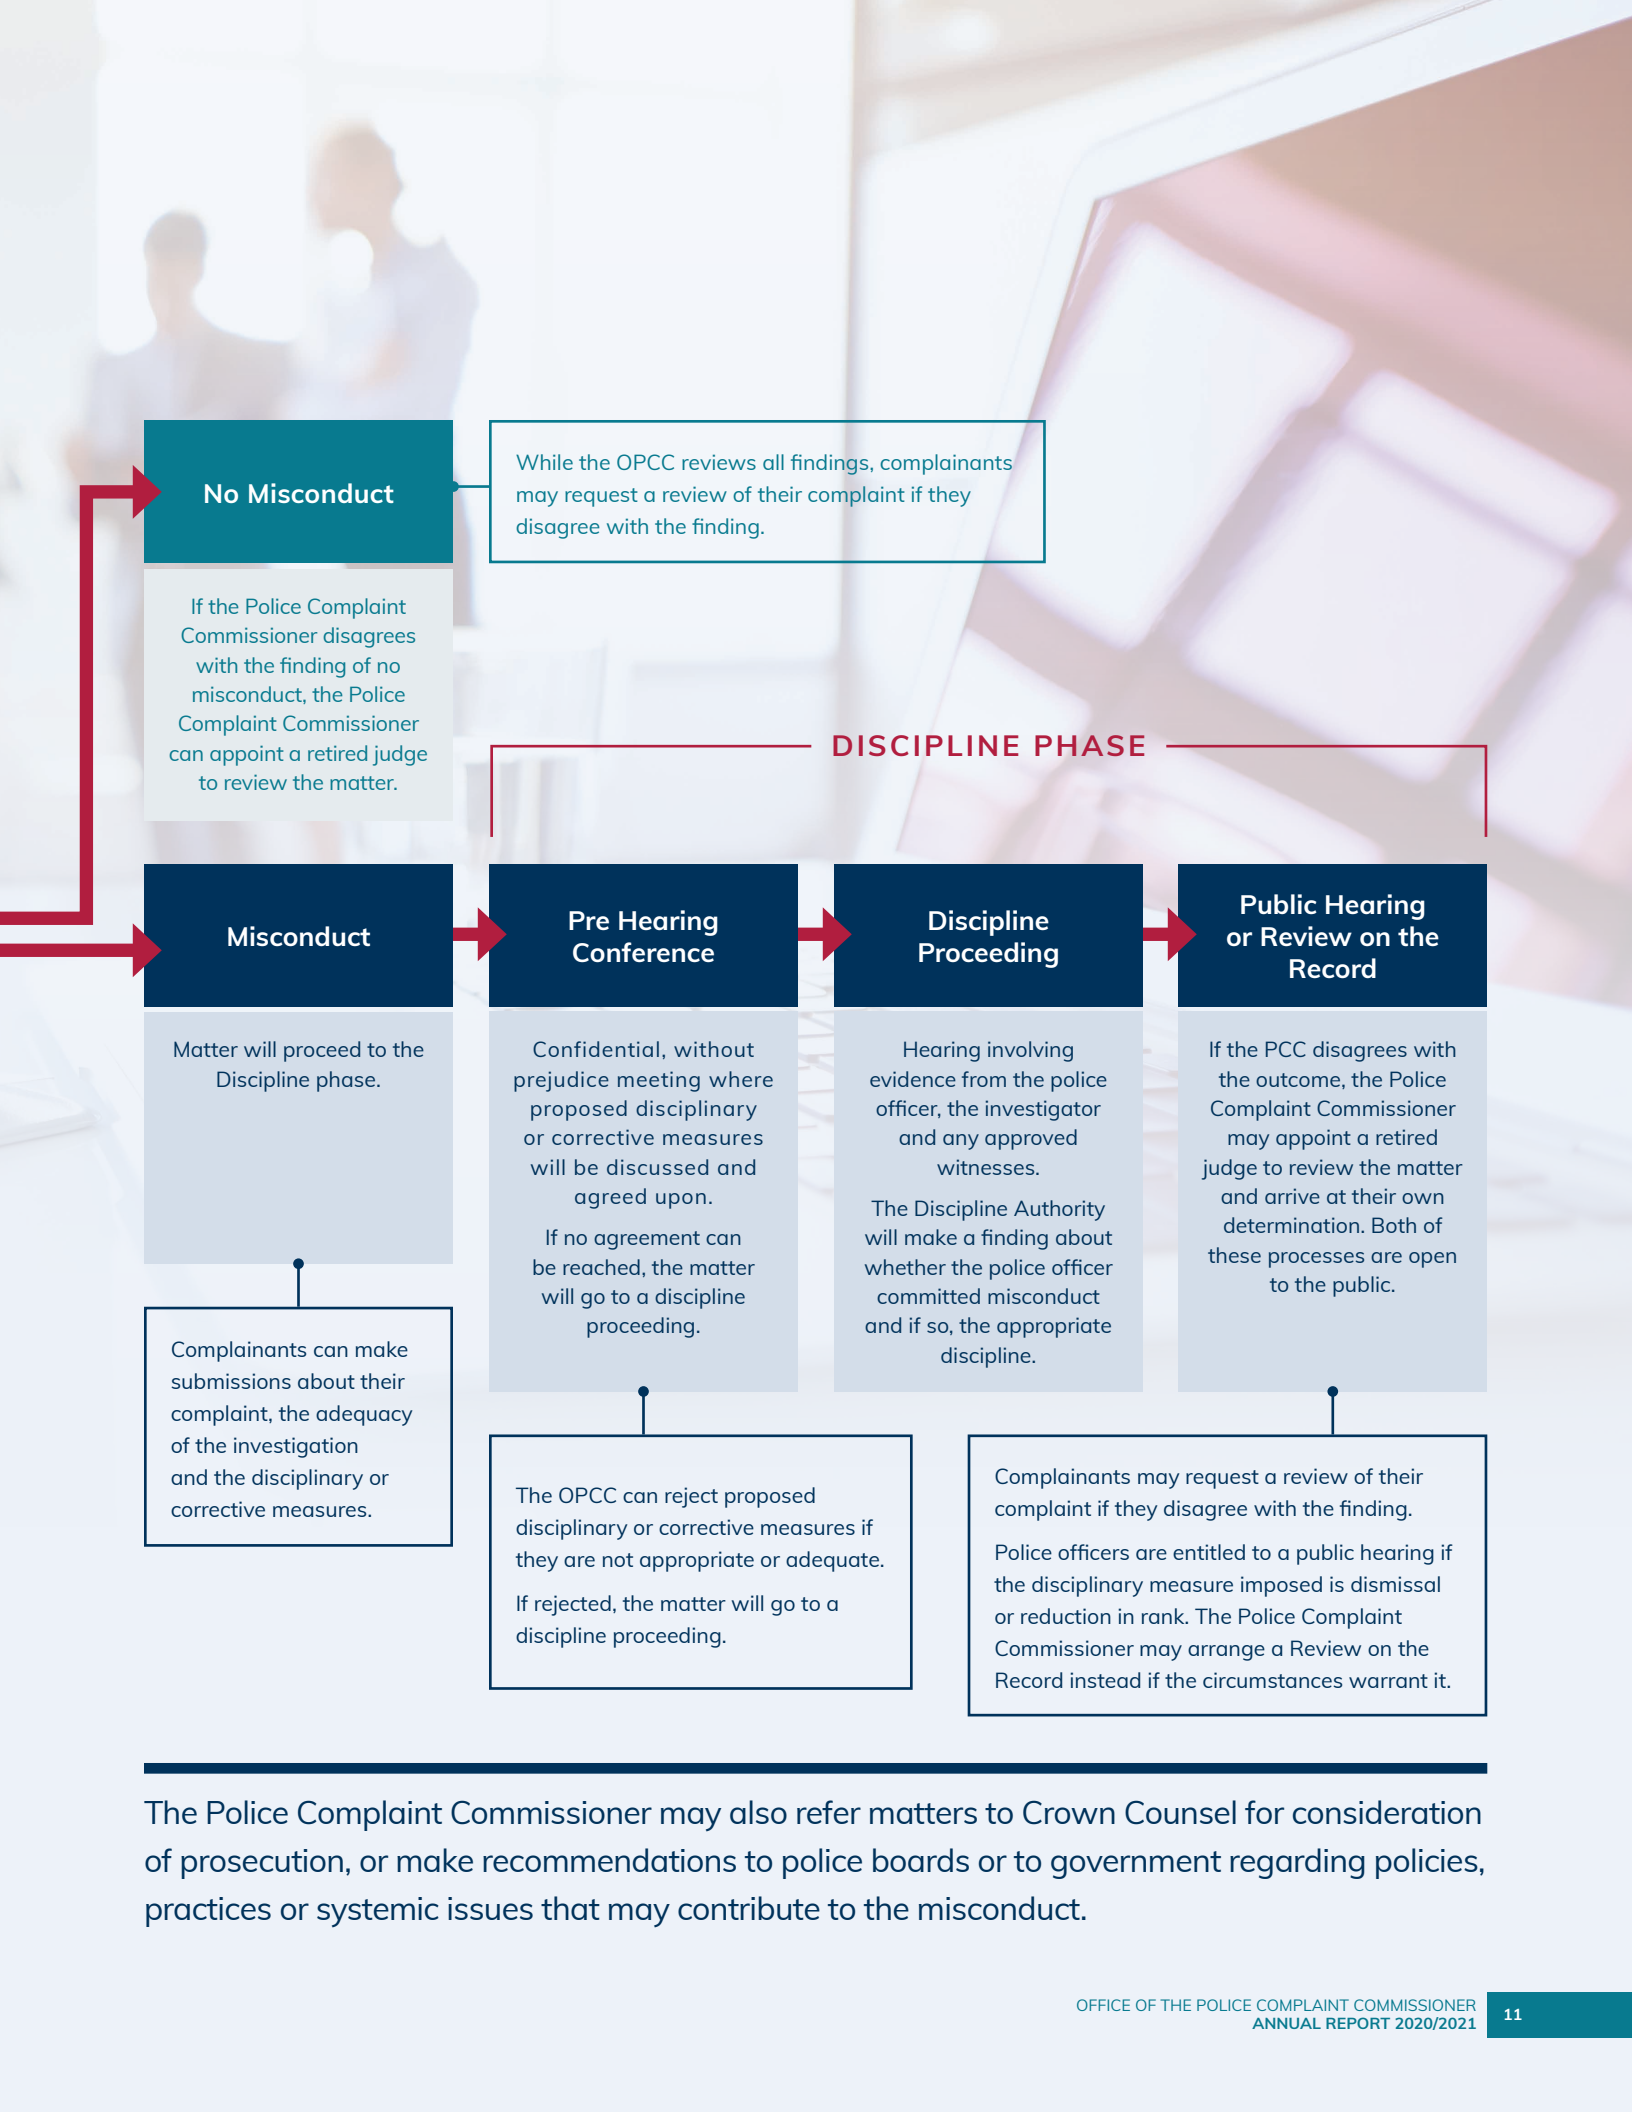 No Misconduct
While the OPCC reviews all findings, complainants
may request a review of their complaint if they
disagree with the finding.
If the Police Complaint
Commissioner disagrees
with the finding of no
misconduct, the Police
Complaint Commissioner
can appoint a retired judge
to review the matter.
DISCIPLINE PHASE
Misconduct
Matter will proceed to the
Discipline phase.
Complainants can make
submissions about their
complaint, the adequacy
of the investigation
and the disciplinary or
corrective measures.
Pre Hearing
Conference
Confidential, without
prejudice meeting where
proposed disciplinary
or corrective measures
will be discussed and
agreed upon.
If no agreement can
be reached, the matter
will go to a discipline
proceeding.
The OPCC can reject proposed
disciplinary or corrective measures if
they are not appropriate or adequate.
If rejected, the matter will go to a
discipline proceeding.
Discipline
Proceeding
Hearing involving
evidence from the police
officer, the investigator
and any approved
witnesses.
The Discipline Authority
will make a finding about
whether the police officer
committed misconduct
and if so, the appropriate
discipline.
Public Hearing
or Review on the
Record
If the PCC disagrees with
the outcome, the Police
Complaint Commissioner
may appoint a retired
judge to review the matter
and arrive at their own
determination. Both of
these processes are open
to the public.
Complainants may request a review of their
complaint if they disagree with the finding.
Police officers are entitled to a public hearing if
the disciplinary measure imposed is dismissal
or reduction in rank. The Police Complaint
Commissioner may arrange a Review on the
Record instead if the circumstances warrant it.
The Police Complaint Commissioner may also refer matters to Crown Counsel for consideration
of prosecution, or make recommendations to police boards or to government regarding policies,
practices or systemic issues that may contribute to the misconduct.
OFFICE OF THE POLICE COMPLAINT COMMISSIONER
ANNUAL REPORT 2020/2021
11